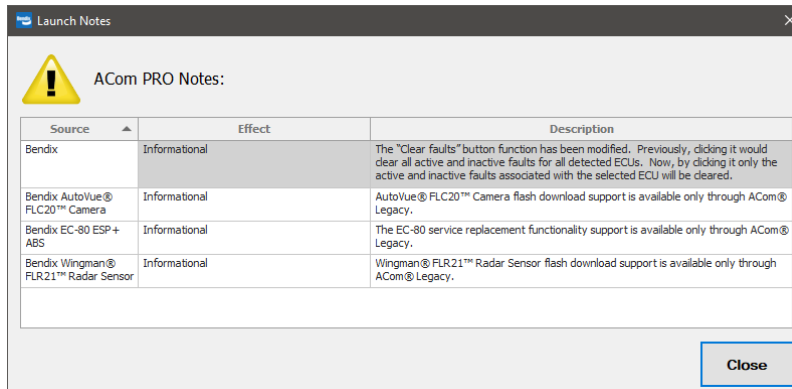 Launch Notes
ACom PRO Notes:
Source Effect Description
Bendix Informational The "Clear faults" button function has been modified. Previously, clicking it would
clear all active and inactive faults for all detected ECUs. Now, by clicking it only the
active and inactive faults associated with the selected ECU will be cleared.
Bendix AutoVue® Informational AutoVue® FLC20™ Camera flash download support is available only through ACom®
FLC20™ Camera Legacy.
Bendix EC-80 ESP+ Informational The EC-80 service replacement functionality support is available only through ACom®
ABS Legacy.
Bendix Wingman® Informational Wingman® FLR21™ Radar Sensor flash download support is available only through
FLR21™ Radar Sensor ACom® Legacy.
Close